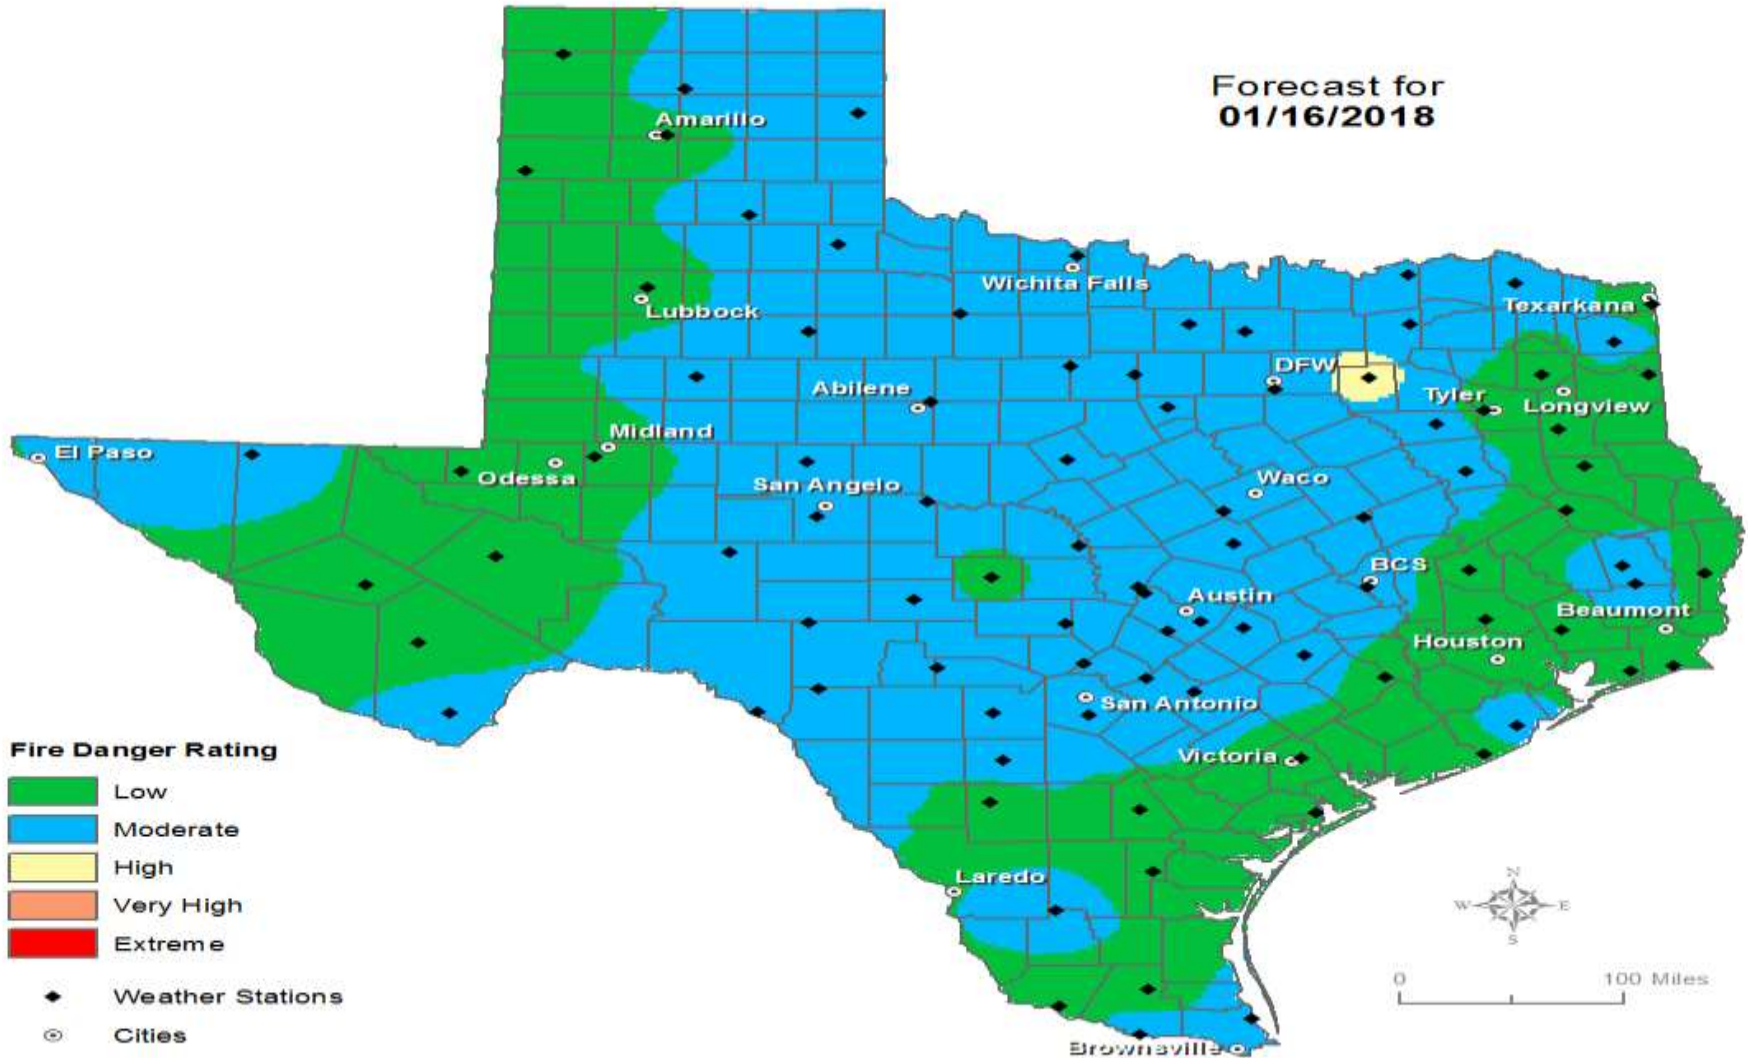 Forecast for
01/16/2018
Amarillo
Wichita Falls
Lubbock
Texarkana
DFW
Abilene
Tyler
Longview
Midland
El Paso
Odessa
San Angelo
Waco
BCS
Austin
Beaumont
Houston
San Antonio
Victoria
Laredo
Brownsville
Fire Danger Rating
Low
Moderate
High
Very High
Extreme
Weather Stations
Cities
N
W E
S
0 100 Miles